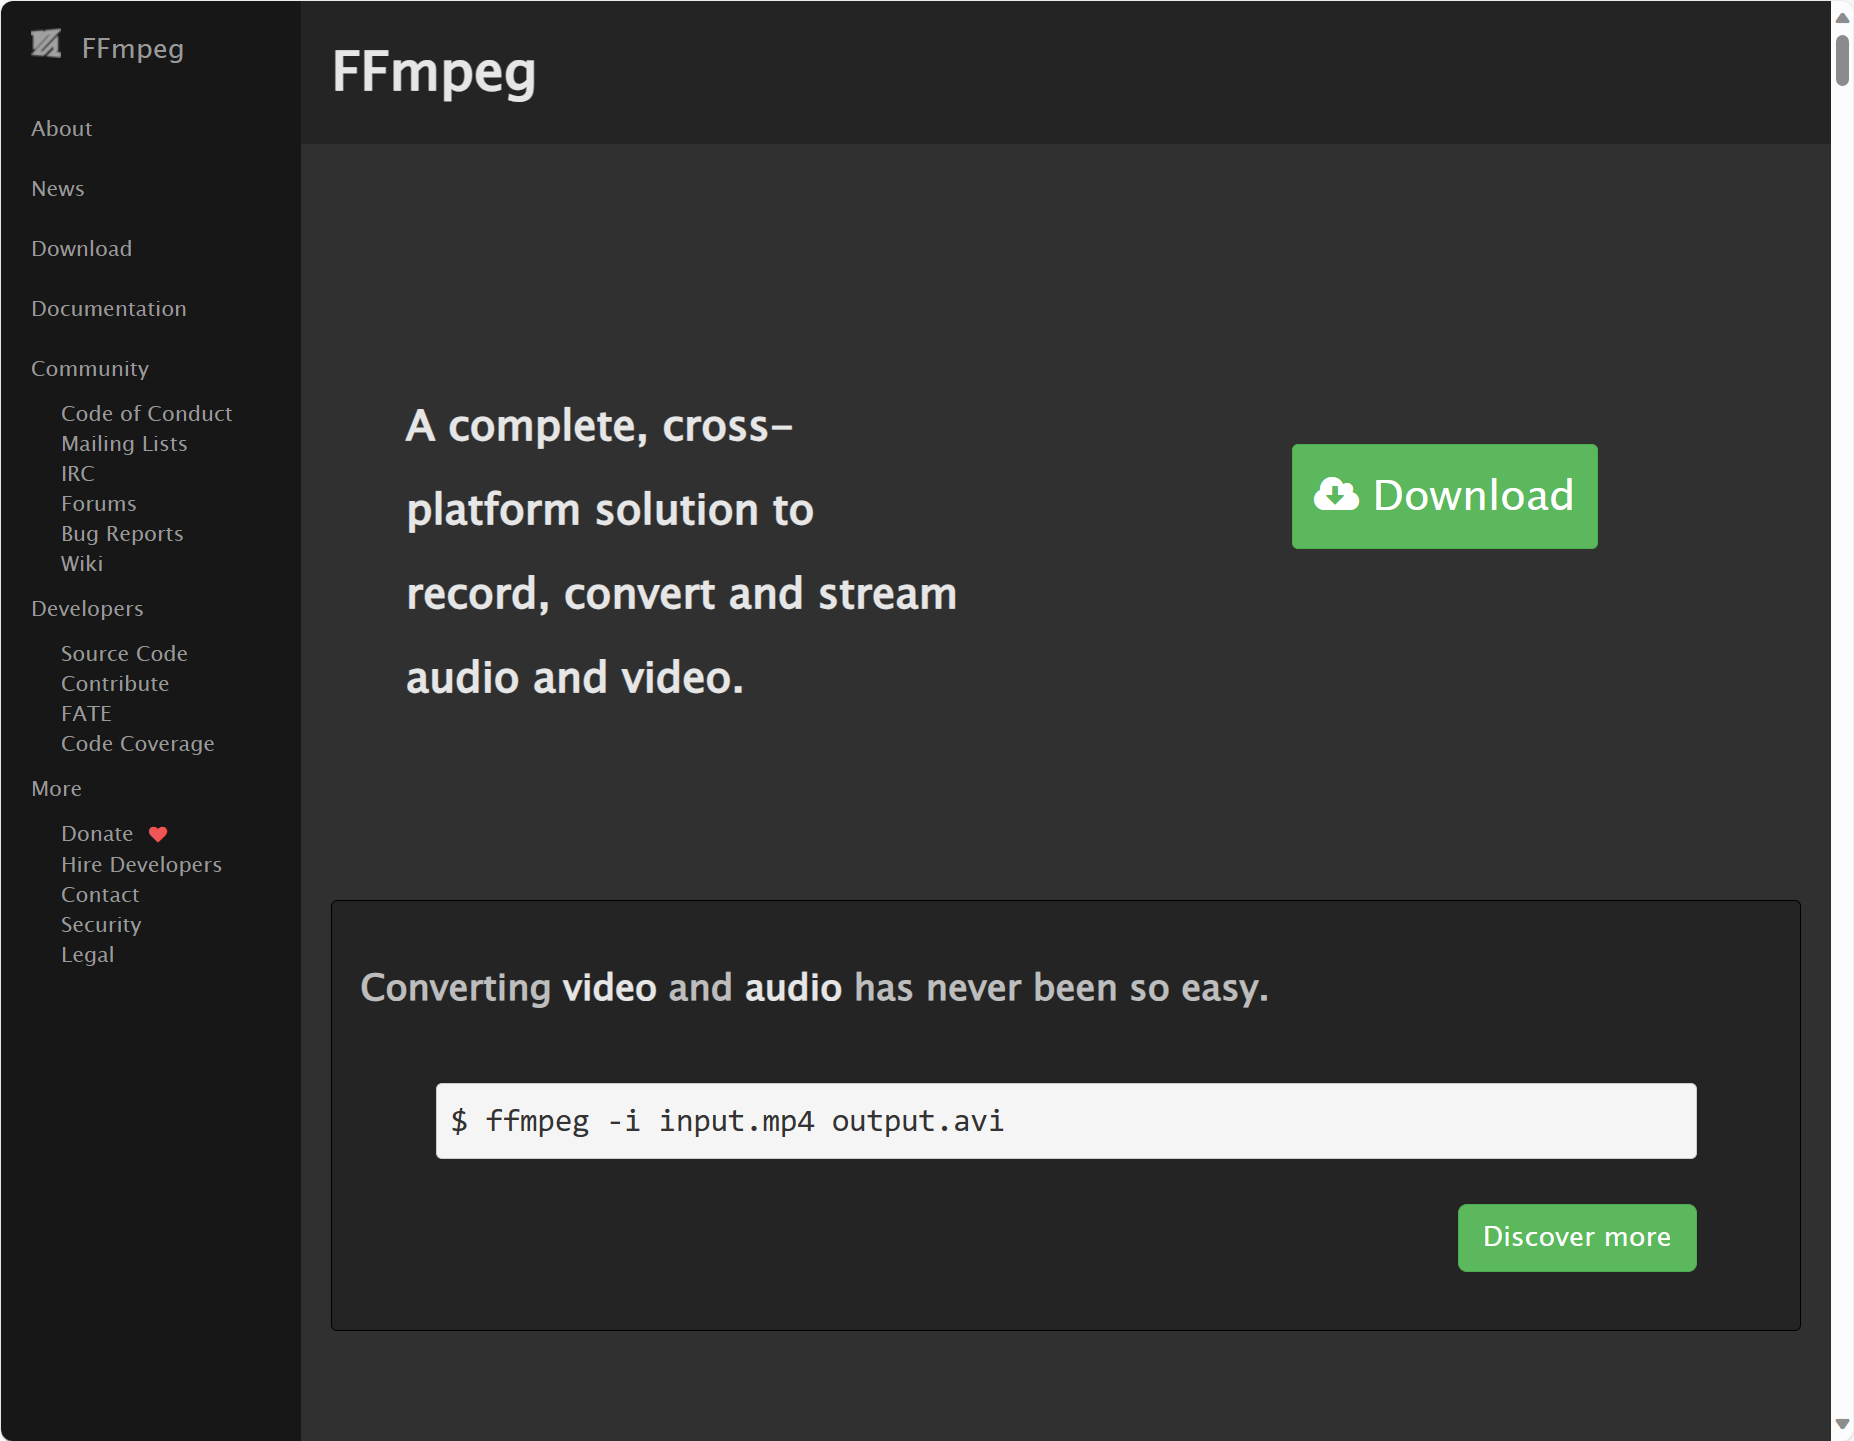 FFmpeg
About
News
Download
Documentation
Community
Code of Conduct
Mailing Lists
IRC
Forums
Bug Reports
Wiki
Developers
Source Code
Contribute
FATE
Code Coverage
More
Donate
Hire Developers
Contact
Security
Legal
FFmpeg
A complete, cross-
platform solution to
record, convert and stream
audio and video.
Download
Converting video and audio has never been so easy.
$ ffmpeg -i input.mp4 output.avi
Discover more